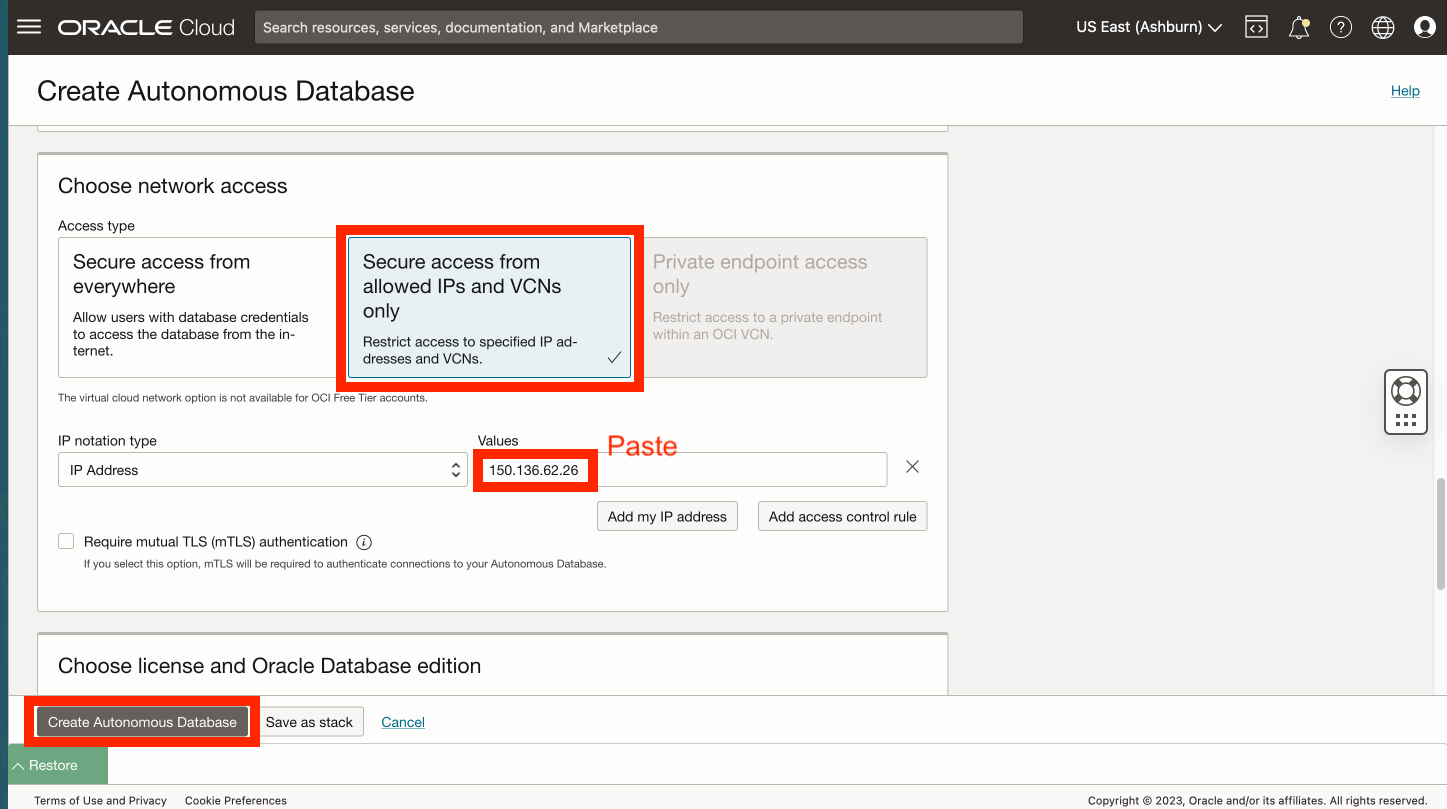 ORACLE Cloud
Search resources, services, documentation, and Marketplace
US East (Ashburn)
Create Autonomous Database
Help
Choose network access
Access type
Secure access from
everywhere
Allow users with database credentials
to access the database from the in-
ternet.
Secure access from
allowed IPs and VCNs
only
Restrict access to specified IP ad-
dresses and VCNs.
Private endpoint access
only
Restrict access to a private endpoint
within an OCI VCN.
The virtual cloud network option is not available for OCI Free Tier accounts.
IP notation type
IP Address
Values
Paste
150.136.62.26
Add my IP address
Add access control rule
Require mutual TLS (mTLS) authentication
If you select this option, mTLS will be required to authenticate connections to your Autonomous Database.
Choose license and Oracle Database edition
Create Autonomous Database
Save as stack
Cancel
Restore
Terms of Use and Privacy
Cookie Preferences
Copyright © 2023, Oracle and/or its affiliates. All rights reserved.